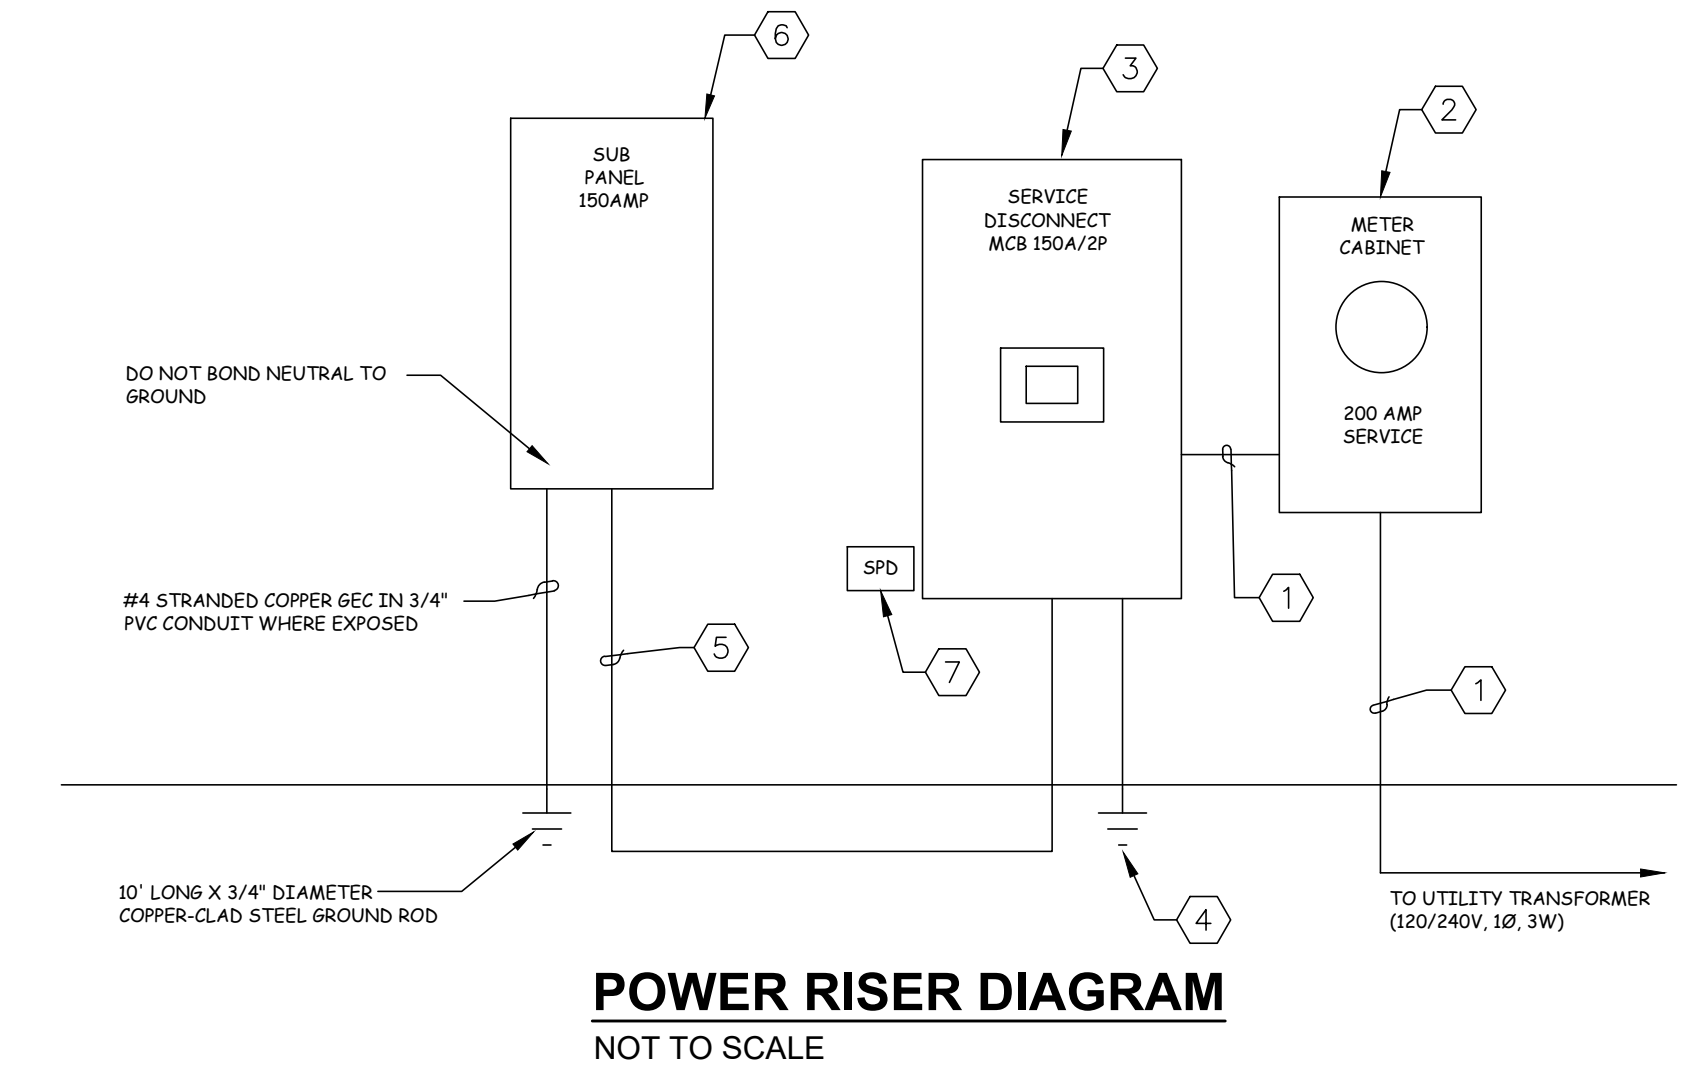 6
3
2
SUB
PANEL
150AMP
SERVICE
DISCONNECT
MCB 150A/2P
METER
CABINET
200 AMP
SERVICE
DO NOT BOND NEUTRAL TO
GROUND
SPD
#4 STRANDED COPPER GEC IN 3/4"
PVC CONDUIT WHERE EXPOSED
5
7
1
1
10' LONG X 3/4" DIAMETER
COPPER-CLAD STEEL GROUND ROD
4
TO UTILITY TRANSFORMER
(120/240V, 1Ø, 3W)
POWER RISER DIAGRAM
NOT TO SCALE